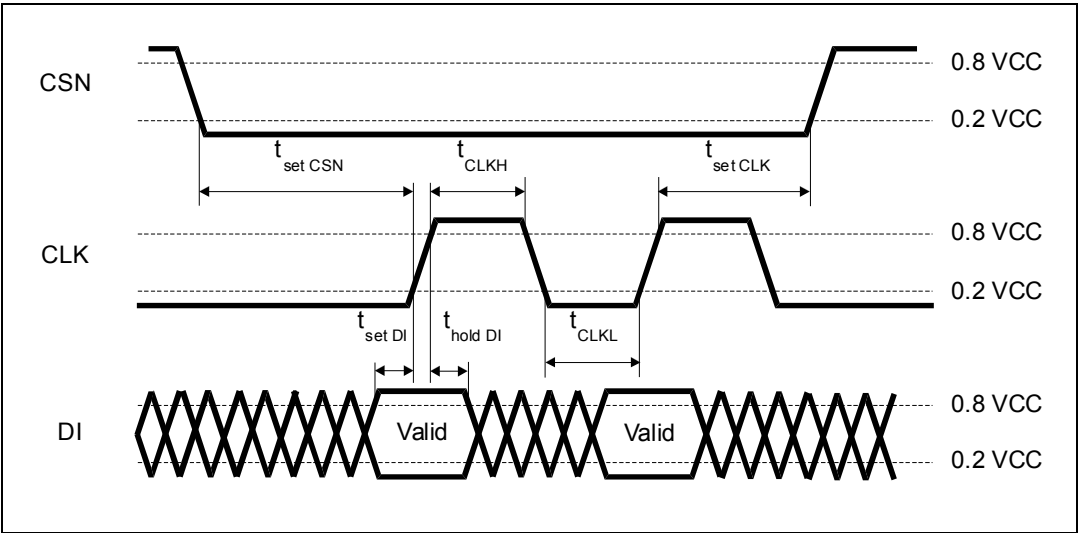 0.8 VCC
CSN
0.2 VCC
t set CSN t CLKH t set CLK
0.8 VCC
CLK
0.2 VCC
t set DI t hold DI t CLKL
0.8 VCC
DI Valid Valid
0.2 VCC